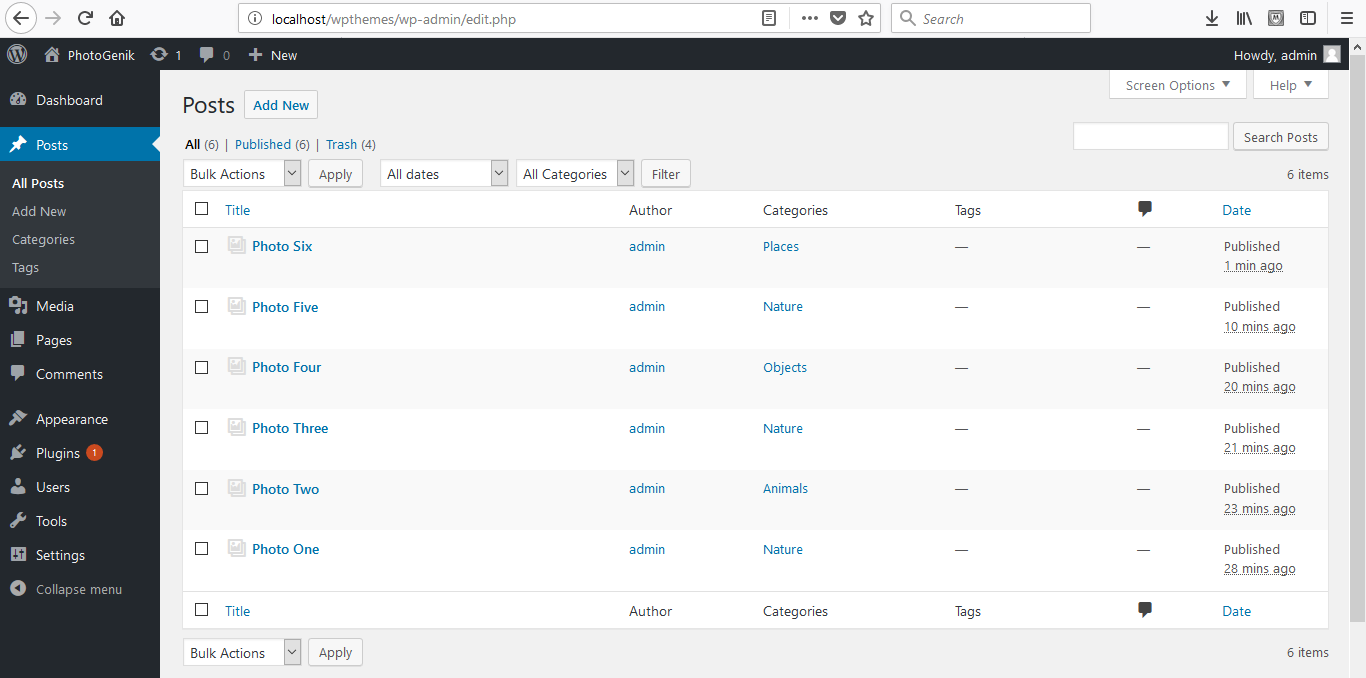 localhost/wpthemes/wp-admin/edit.php
Search
PhotoGenik 1 0 New Howdy, admin
Screen Options Help
Dashboard
Posts
All Posts
Add New
Categories
Tags
Media
Pages
Comments
Appearance
Plugins 1
Users
Tools
Settings
Collapse menu
Posts Add New
All (6) | Published (6) | Trash (4)
Search Posts
Bulk Actions Apply All dates All Categories Filter 6 items
Title Author Categories Tags Date
Photo Six admin Places — — Published
1 min ago
Photo Five admin Nature — — Published
10 mins ago
Photo Four admin Objects — — Published
20 mins ago
Photo Three admin Nature — — Published
21 mins ago
Photo Two admin Animals — — Published
23 mins ago
Photo One admin Nature — — Published
28 mins ago
Title Author Categories Tags Date
Bulk Actions Apply 6 items